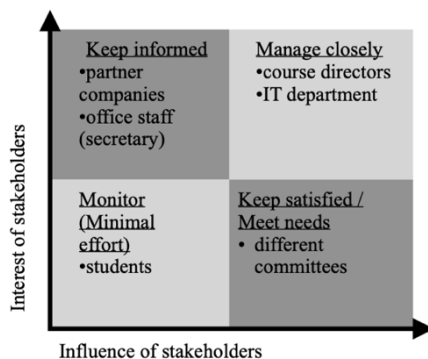 Interest of stakeholders
Keep informed
•partner
companies
•office staff
(secretary)
Manage closely
•course directors
•IT department
Monitor
(Minimal
effort)
•students
Keep satisfied /
Meet needs
• different
committees
Influence of stakeholders